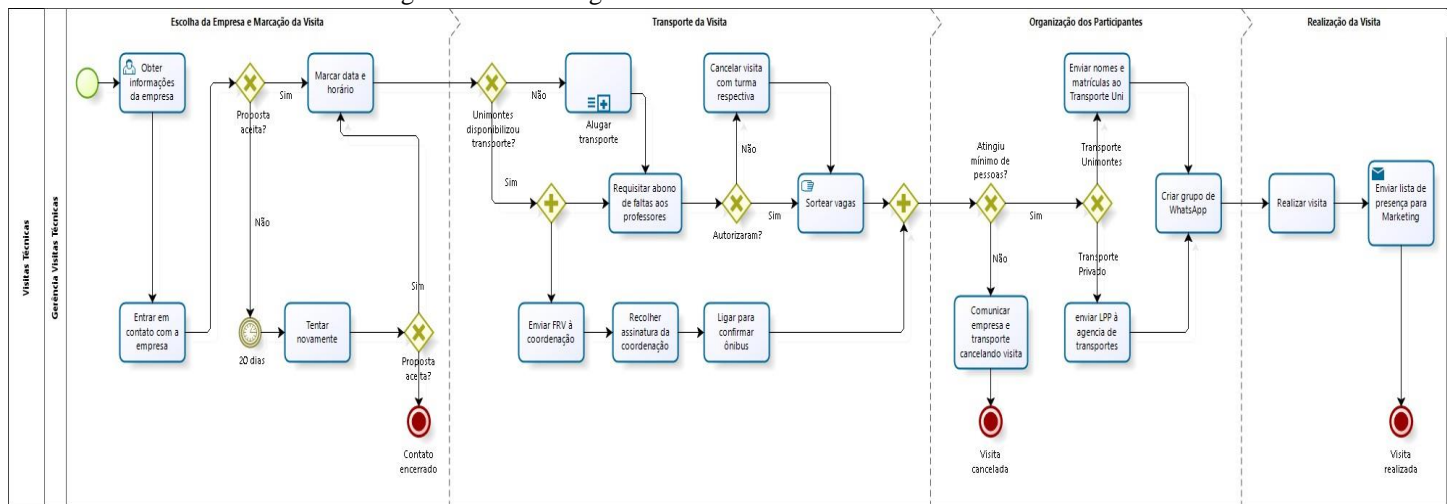 Escolha da Empresa e Marcação da Visita
Transporte da Visita
Organização dos Participantes
Realização da Visita
Visitas Técnicas
Gerência Visitas Técnicas
Obter
informações
da empresa
Entrar em
contato com a
empresa
Proposta
aceita?
Sim
Não
Marcar data e
horário
20 dias
Tentar
novamente
Sim
Proposta
aceita?
Contato
encerrado
Unimontes
disponibilizou
transporte?
Não
Sim
Alugar
transporte
Requisitar abono
de faltas aos
professores
Cancelar visita
com turma
respectiva
Não
Autorizaram?
Sim
Sortear vagas
Enviar FRV à
coordenação
Recolher
assinatura da
coordenação
Ligar para
confirmar
ônibus
Atingiu
mínimo de
pessoas?
Sim
Não
Comunicar
empresa e
transporte
cancelando visita
Visita
cancelada
Enviar nomes e
matrículas ao
Transporte Uni
Transporte
Unimontes
Transporte
Privado
enviar LPP à
agencia de
transportes
Criar grupo de
WhatsApp
Realizar visita
Enviar lista de
presença para
Marketing
Visita
realizada